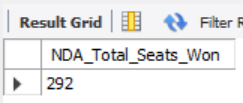 Result Grid Filter R
NDA_Total_Seats_Won
292